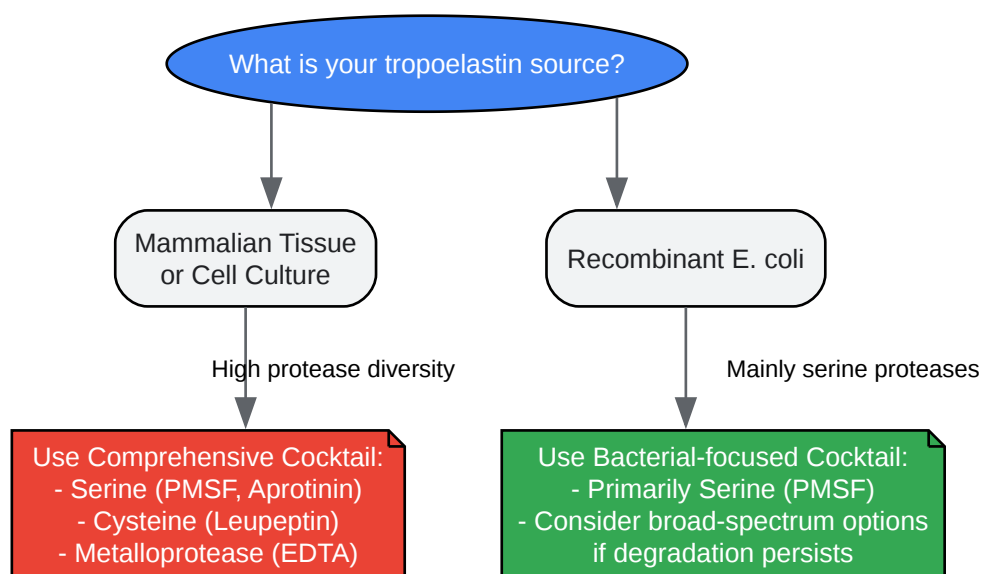 What is your tropoelastin source?
Mammalian Tissue
or Cell Culture
Recombinant E. coli
High protease diversity
Mainly serine proteases
Use Comprehensive Cocktail:
- Serine (PMSF, Aprotinin)
- Cysteine (Leupeptin)
- Metalloprotease (EDTA)
Use Bacterial-focused Cocktail:
- Primarily Serine (PMSF)
- Consider broad-spectrum options
if degradation persists